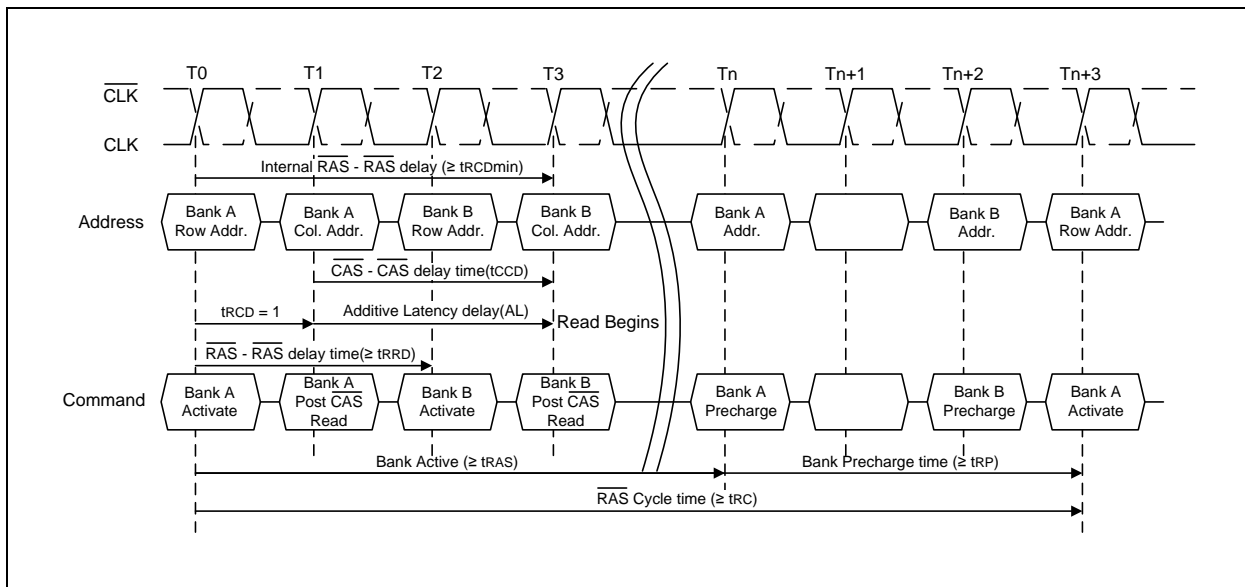 T0 T1 T2 T3 Tn Tn+1 Tn+2 Tn+3
CLK
CLK
Internal RAS - RAS delay (≥ tRCDmin)
Address
Bank A
Row Addr.
Bank A
Col. Addr.
Bank B
Row Addr.
Bank B
Col. Addr.
Bank A
Addr.
Bank B
Addr.
Bank A
Row Addr.
CAS - CAS delay time(tCCD)
tRCD = 1
Additive Latency delay(AL)
Read Begins
RAS - RAS delay time(≥ tRRD)
Command
Bank A
Activate
Bank A
Post CAS
Read
Bank B
Activate
Bank B
Post CAS
Read
Bank A
Precharge
Bank B
Precharge
Bank A
Activate
Bank Active (≥ tRAS)
Bank Precharge time (≥ tRP)
RAS Cycle time (≥ tRC)